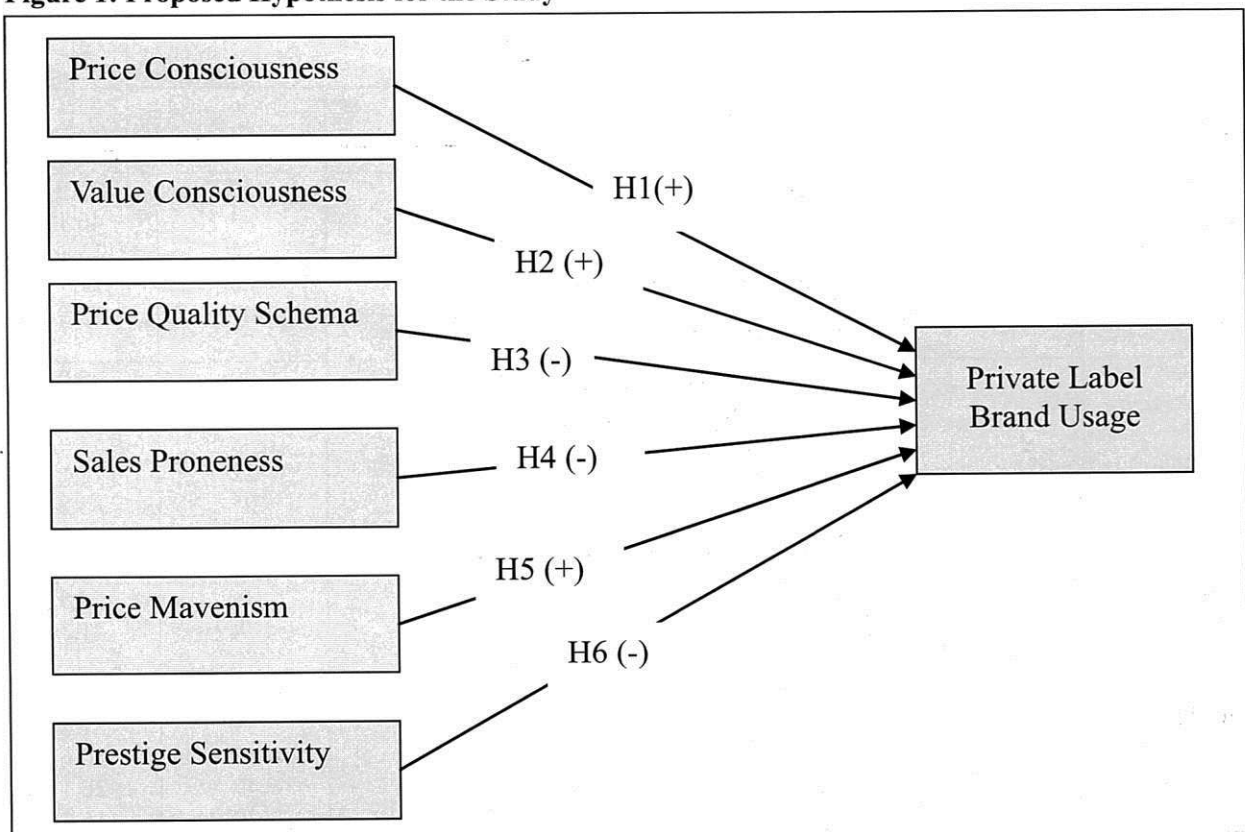 Figure 1: Proposed Hypothesis for the Study
Price Consciousness
H1(+)
Value Consciousness
H2 (+)
Price Quality Schema
H3 (-)
Private Label
Brand Usage
Sales Proneness
H4 (-)
Price Mavenism
H5 (+)
Prestige Sensitivity
H6 (-)